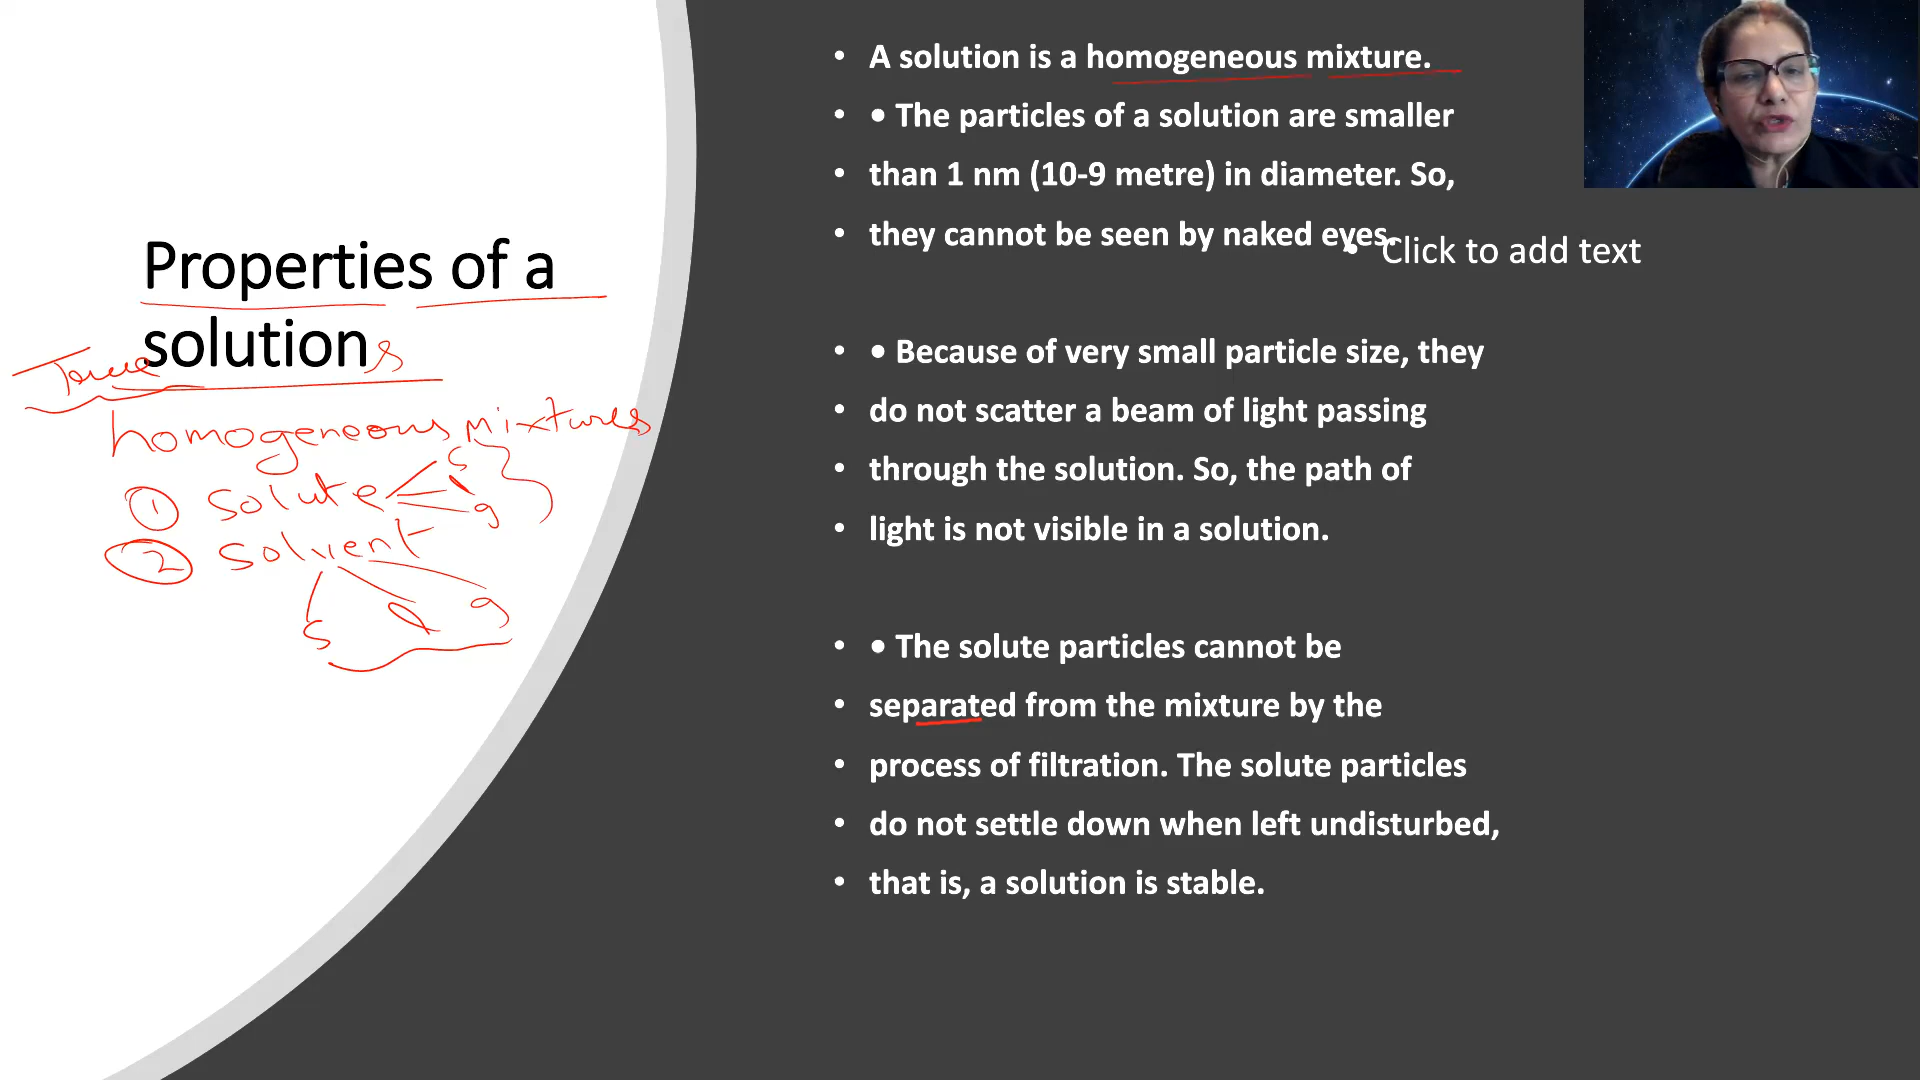 Properties of a
solutions
True
homogeneous mixtures
① solute s l g
② solvent
s l g
• A solution is a homogeneous mixture.
• • The particles of a solution are smaller
• than 1 nm (10-9 metre) in diameter. So,
• they cannot be seen by naked eyes.
• Click to add text
• • Because of very small particle size, they
• do not scatter a beam of light passing
• through the solution. So, the path of
• light is not visible in a solution.
• • The solute particles cannot be
• separated from the mixture by the
• process of filtration. The solute particles
• do not settle down when left undisturbed,
• that is, a solution is stable.